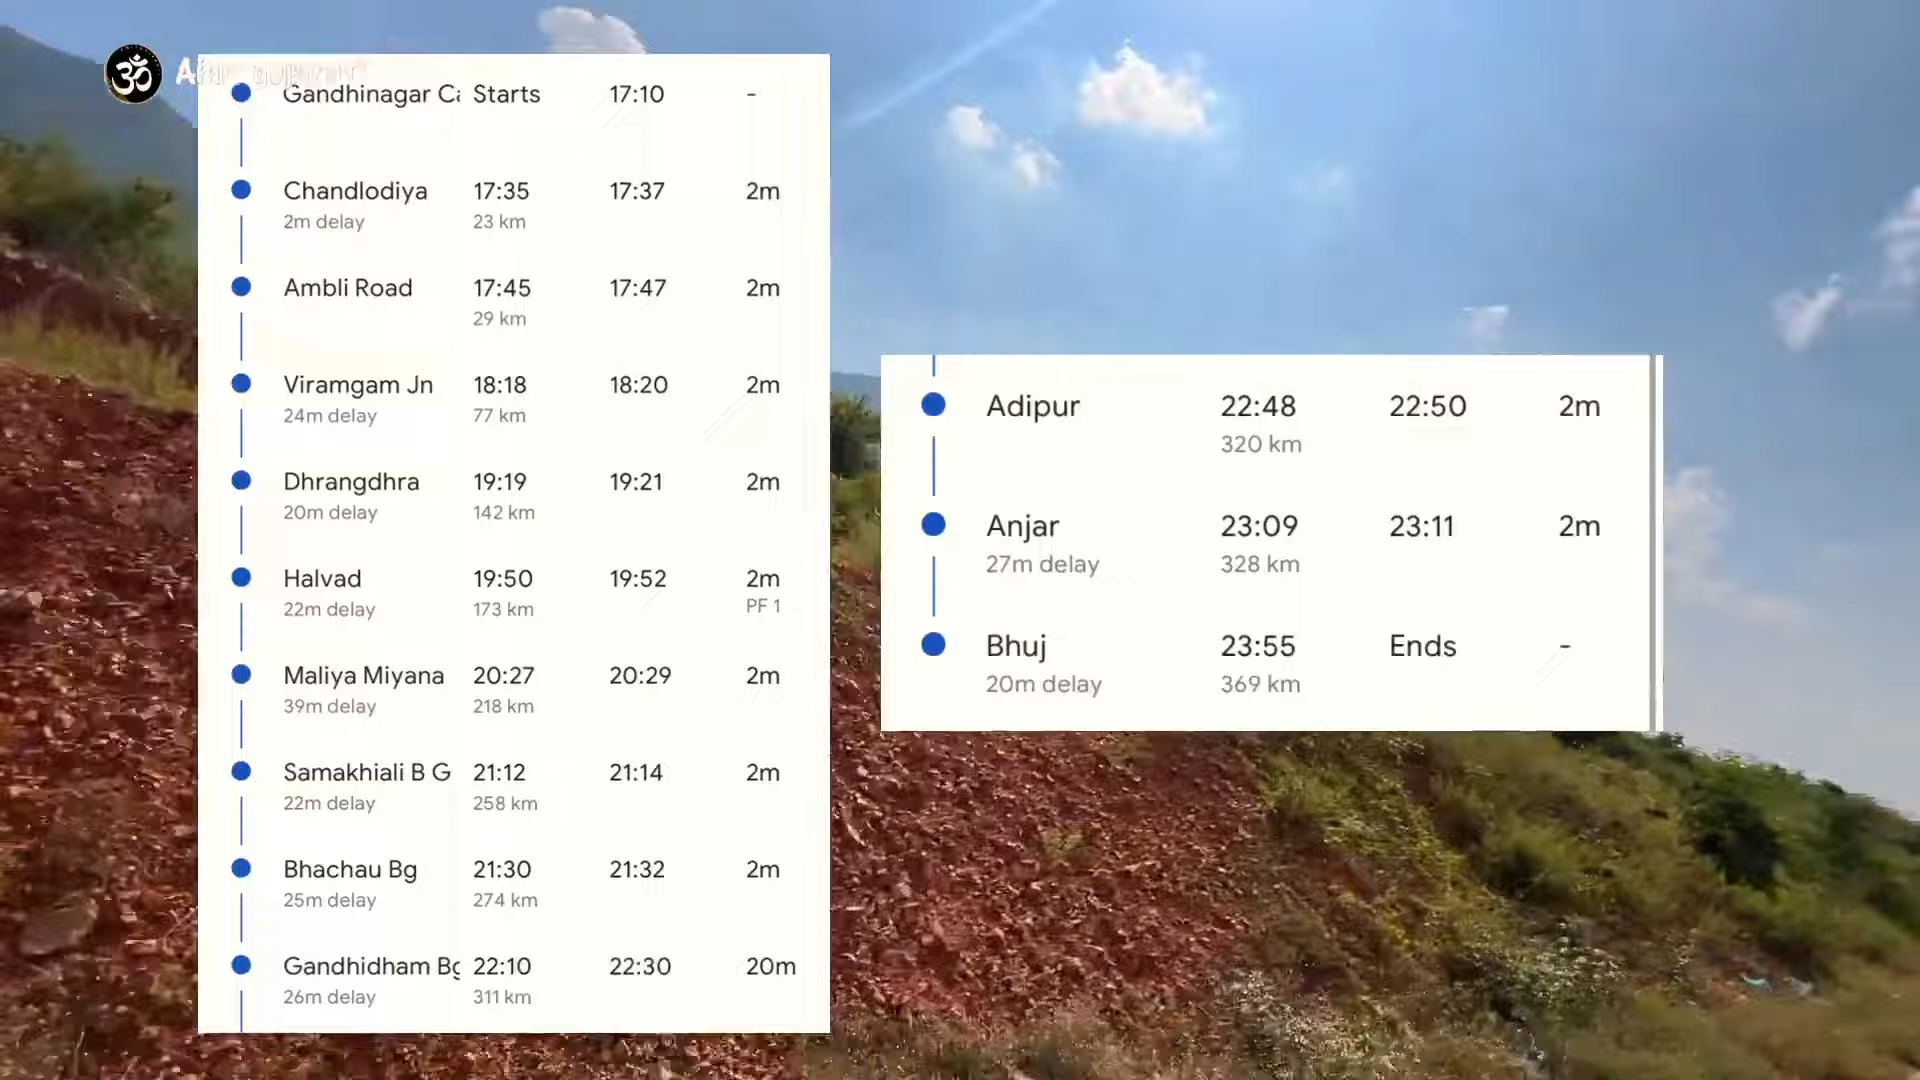 ॐ
Gandhinagar Ca Starts 17:10 -
Chandlodiya 17:35 17:37 2m
2m delay 23 km
Ambli Road 17:45 17:47 2m
29 km
Viramgam Jn 18:18 18:20 2m
24m delay 77 km
Dhrangdhra 19:19 19:21 2m
20m delay 142 km
Halvad 19:50 19:52 2m
22m delay 173 km PF 1
Maliya Miyana 20:27 20:29 2m
39m delay 218 km
Samakhiali B G 21:12 21:14 2m
22m delay 258 km
Bhachau Bg 21:30 21:32 2m
25m delay 274 km
Gandhidham Bg 22:10 22:30 20m
26m delay 311 km
Adipur 22:48 22:50 2m
320 km
Anjar 23:09 23:11 2m
27m delay 328 km
Bhuj 23:55 Ends -
20m delay 369 km